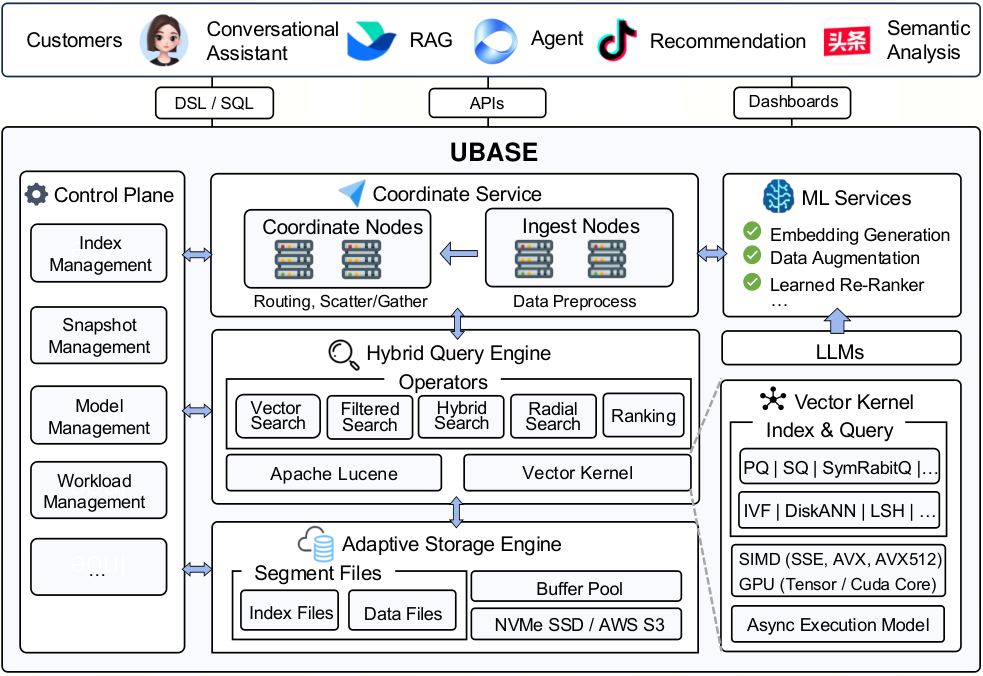 Customers
Conversational
Assistant
RAG
Agent
Recommendation
头条
Semantic
Analysis
DSL / SQL
APIs
Dashboards
UBASE
Control Plane
Index
Management
Snapshot
Management
Model
Management
Workload
Management
...
Coordinate Service
Coordinate Nodes
Ingest Nodes
Routing, Scatter/Gather
Data Preprocess
ML Services
Embedding Generation
Data Augmentation
Learned Re-Ranker
...
LLMs
Hybrid Query Engine
Operators
Vector
Search
Filtered
Search
Hybrid
Search
Radial
Search
Ranking
Apache Lucene
Vector Kernel
Adaptive Storage Engine
Segment Files
Index Files
Data Files
Buffer Pool
NVMe SSD / AWS S3
Vector Kernel
Index & Query
PQ | SQ | SymRabitQ |...
IVF | DiskANN | LSH | ...
SIMD (SSE, AVX, AVX512)
GPU (Tensor / Cuda Core)
Async Execution Model